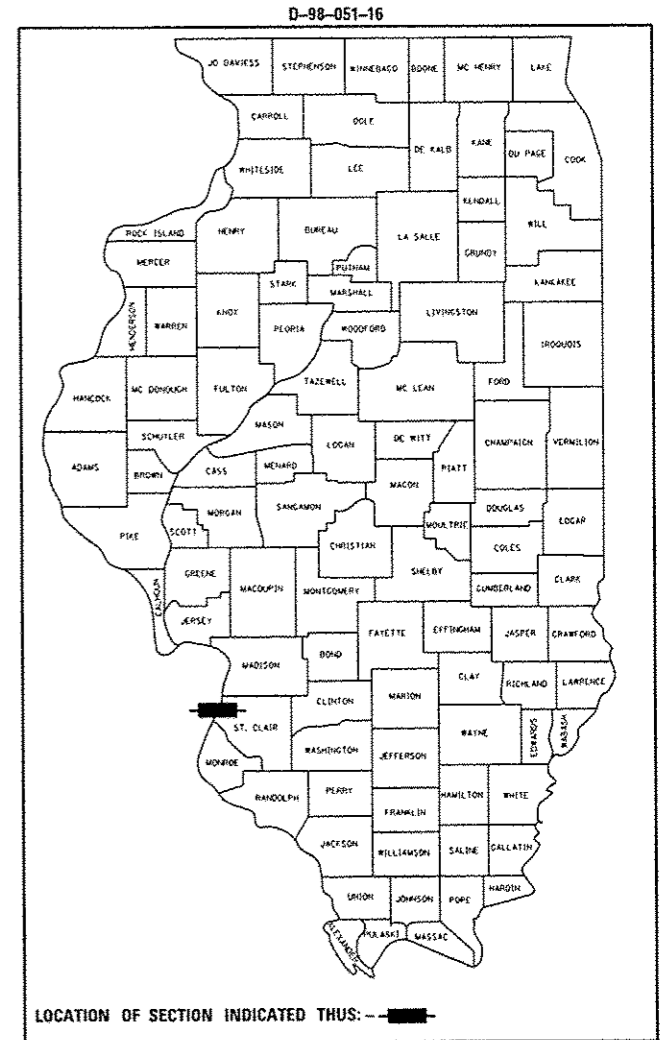 D-98-051-16
JO DAVIESS STEPHENSON WINNEBAGO BOONE MC HENRY LAKE
CARROLL OGLE DE KALB KANE DU PAGE COOK
WHITESIDE LEE
KENDALL WILL
ROCK ISLAND HENRY BUREAU LA SALLE GRUNDY
MERCER PUTNAM KANKAKEE
STARK MARSHALL
HENDERSON WARREN KNOX PEORIA WOODFORD LIVINGSTON IROQUOIS
HANCOCK MC DONOUGH FULTON TAZEWELL MC LEAN FORD
SCHUYLER MASON LOGAN DE WITT CHAMPAIGN VERMILION
ADAMS BROWN CASS MENARD PIATT
MACON
PIKE SCOTT MORGAN SANGAMON CHRISTIAN MOULTRIE DOUGLAS EDGAR
COLES
SHELBY
CALHOUN GREENE MACOUPIN MONTGOMERY CUMBERLAND CLARK
JERSEY FAYETTE EFFINGHAM JASPER CRAWFORD
MADISON BOND
CLAY RICHLAND LAWRENCE
CLINTON MARION
ST. CLAIR WAYNE EDWARDS WABASH
MONROE WASHINGTON JEFFERSON
RANDOLPH PERRY HAMILTON WHITE
FRANKLIN
JACKSON WILLIAMSON SALINE GALLATIN
UNION JOHNSON POPE HARDIN
ALEXANDER PULASKI MASSAC
LOCATION OF SECTION INDICATED THUS: